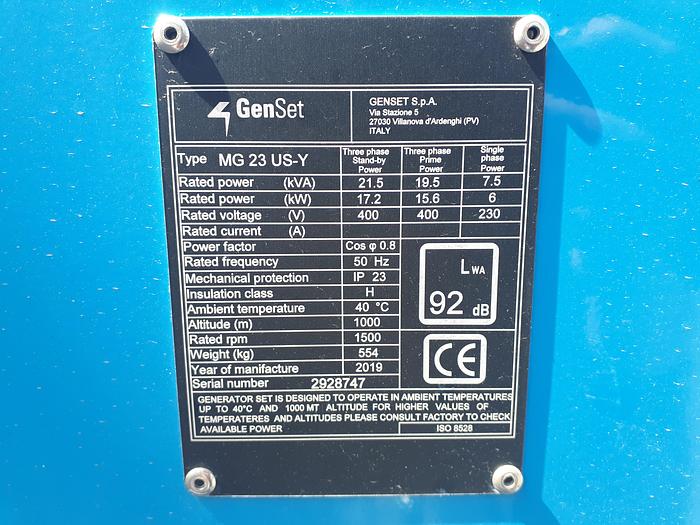 GenSet
GENSET S.p.A.
Via Stazione 5
27030 Villanova d'Ardenghi (PV)
ITALY
Type MG 23 US-Y Three phase Stand-by Power Three phase Prime Power Single phase Power
Rated power (kVA) 21.5 19.5 7.5
Rated power (kW) 17.2 15.6 6
Rated voltage (V) 400 400 230
Rated current (A)
Power factor Cos φ 0.8
Rated frequency 50 Hz
Mechanical protection IP 23
Insulation class H
Ambient temperature 40 °C
Altitude (m) 1000
Rated rpm 1500
Weight (kg) 554
Year of manifacture 2019
Serial number 2928747
LWA
92 dB
CE
GENERATOR SET IS DESIGNED TO OPERATE IN AMBIENT TEMPERATURES
UP TO 40°C AND 1000 MT ALTITUDE FOR HIGHER VALUES OF
TEMPERATERES AND ALTITUDES PLEASE CONSULT FACTORY TO CHECK
AVAILABLE POWER ISO 8528